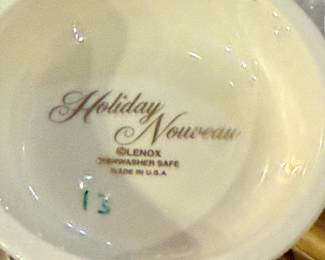 Holiday
Nouveau
©LENOX
DISHWASHER SAFE
MADE IN U.S.A
13